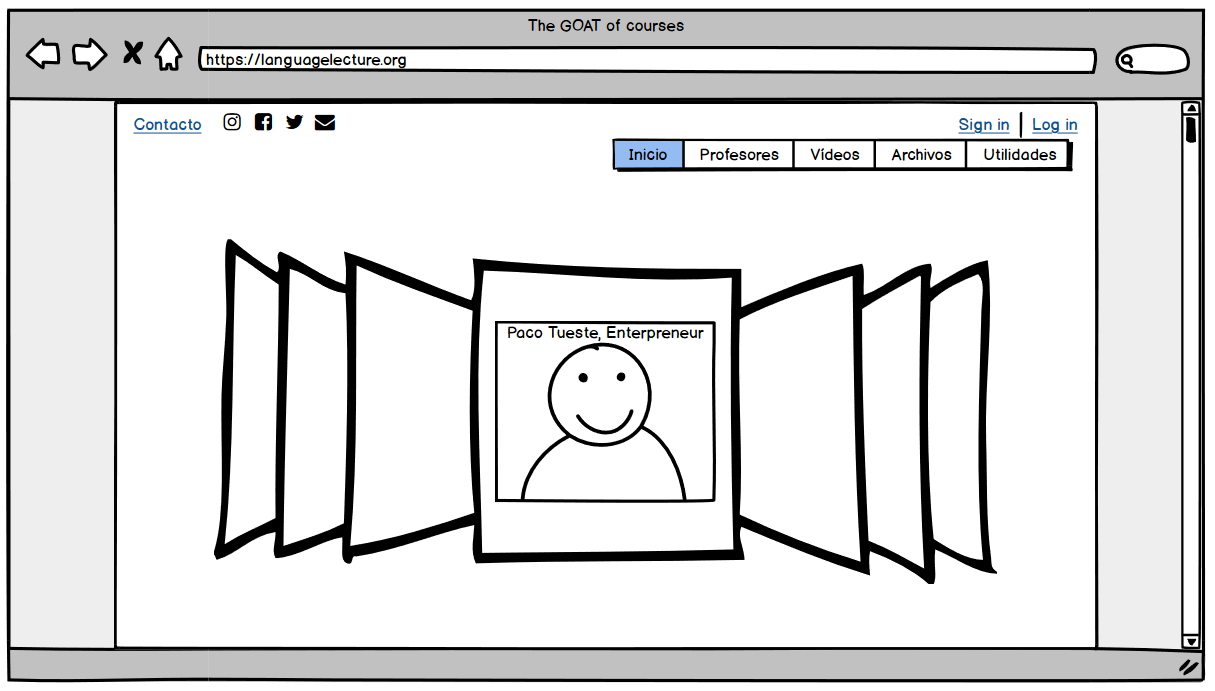 The GOAT of courses
https://languagelecture.org
Contacto
Sign in
Log in
Inicio
Profesores
Vídeos
Archivos
Utilidades
Paco Tueste, Enterpreneur